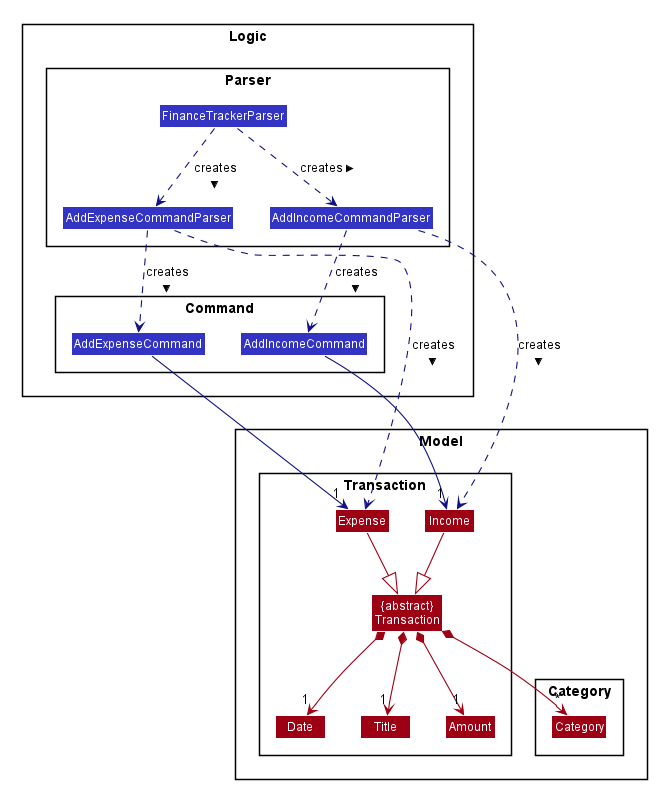 Logic
Parser
FinanceTrackerParser
creates
▼
creates ►
AddExpenseCommandParser
AddIncomeCommandParser
creates
▼
creates
▼
Command
AddExpenseCommand
AddIncomeCommand
creates
▼
creates
▼
Model
Transaction
1
1
Expense
Income
{abstract}
Transaction
1
1
1
*
Category
Date
Title
Amount
Category